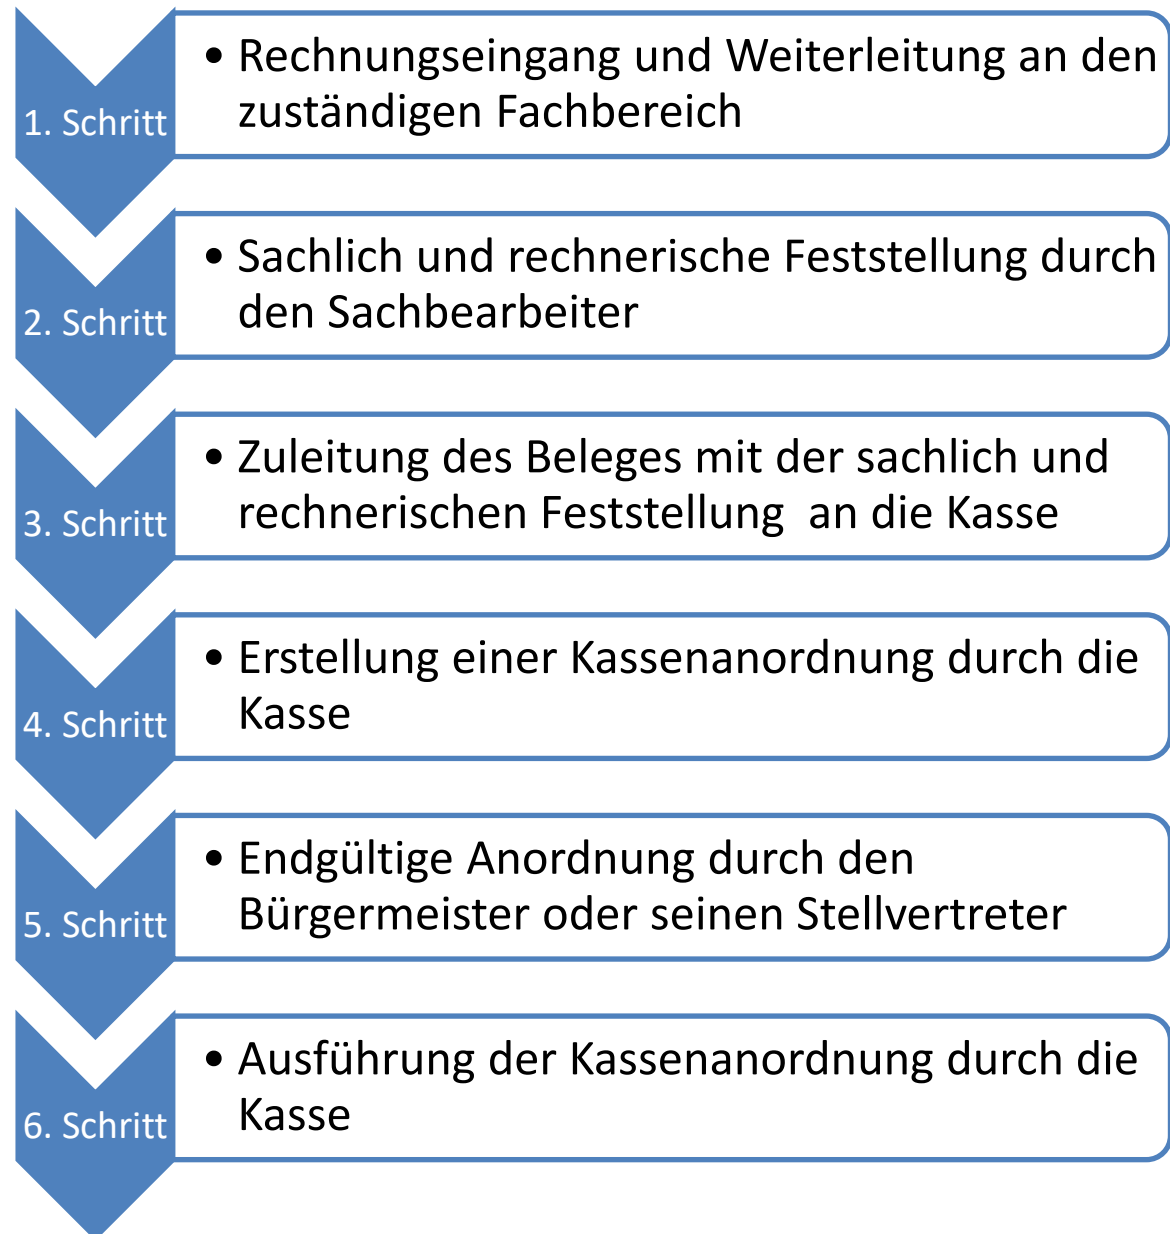 1. Schritt
• Rechnungseingang und Weiterleitung an den
zuständigen Fachbereich
2. Schritt
• Sachlich und rechnerische Feststellung durch
den Sachbearbeiter
3. Schritt
• Zuleitung des Beleges mit der sachlich und
rechnerischen Feststellung  an die Kasse
4. Schritt
• Erstellung einer Kassenanordnung durch die
Kasse
5. Schritt
• Endgültige Anordnung durch den
Bürgermeister oder seinen Stellvertreter
6. Schritt
• Ausführung der Kassenanordnung durch die
Kasse